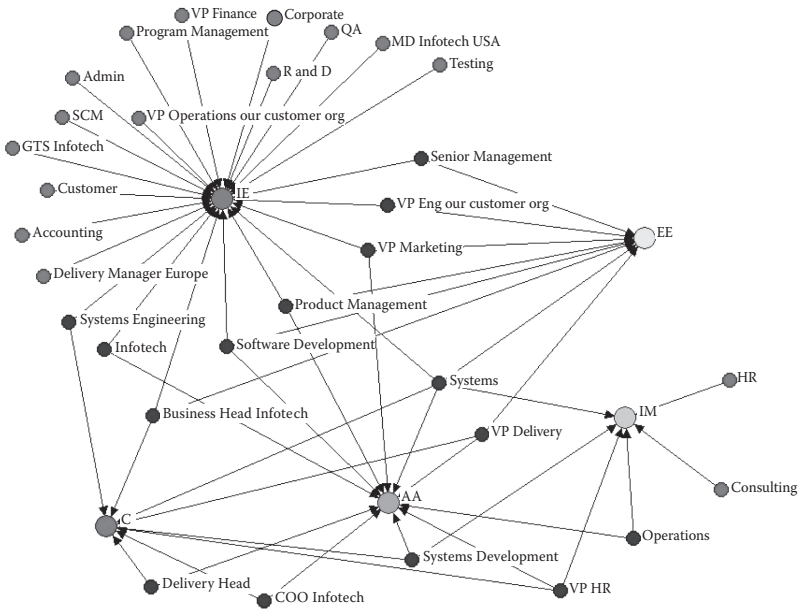 VP Finance
Corporate
Program Management
QA
MD Infotech USA
Testing
R and D
Admin
SCM
VP Operations our customer org
GTS Infotech
Senior Management
Customer
IE
VP Eng our customer org
Accounting
EE
VP Marketing
Delivery Manager Europe
Product Management
Systems Engineering
Infotech
Software Development
Systems
HR
Business Head Infotech
IM
VP Delivery
Consulting
AA
C
Operations
Systems Development
Delivery Head
VP HR
COO Infotech